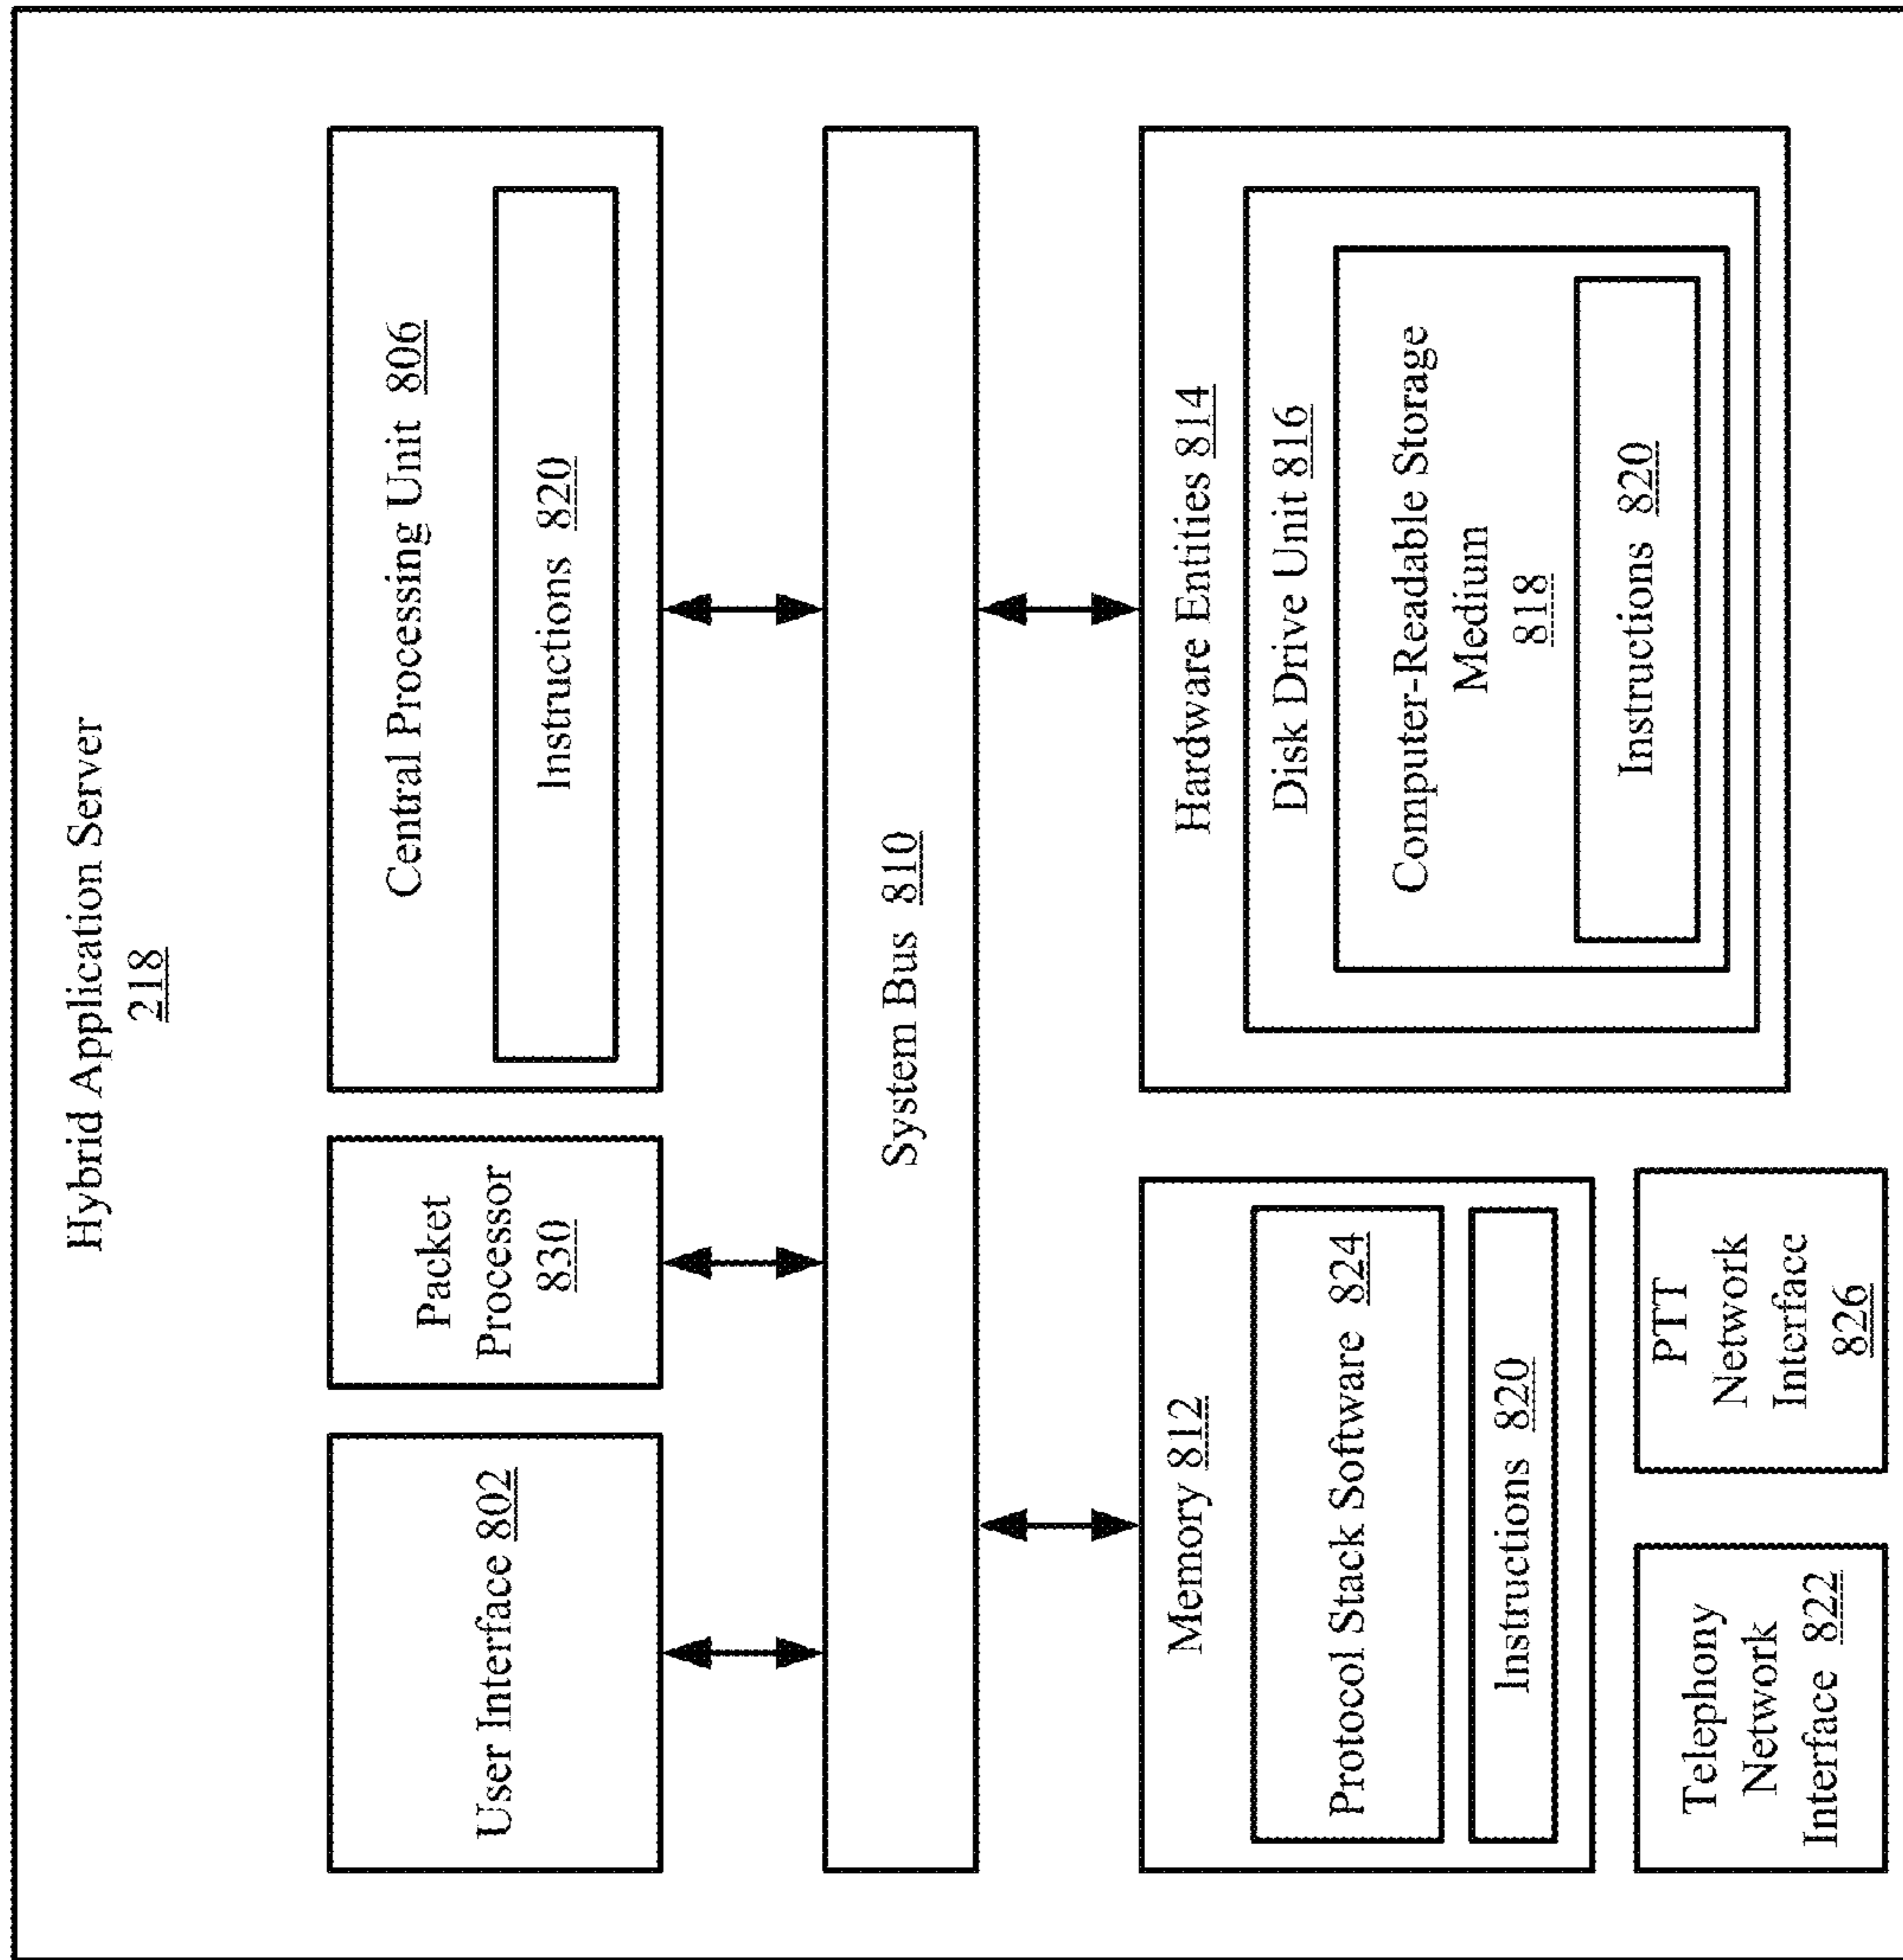 Hybrid Application Server
218
User Interface 802
Packet
Processor
830
Central Processing Unit 806
Instructions 820
System Bus 810
Memory 812
Protocol Stack Software 824
Instructions 820
Hardware Entities 814
Disk Drive Unit 816
Computer-Readable Storage
Medium
818
Instructions 820
Telephony
Network
Interface 822
PTT
Network
Interface
826